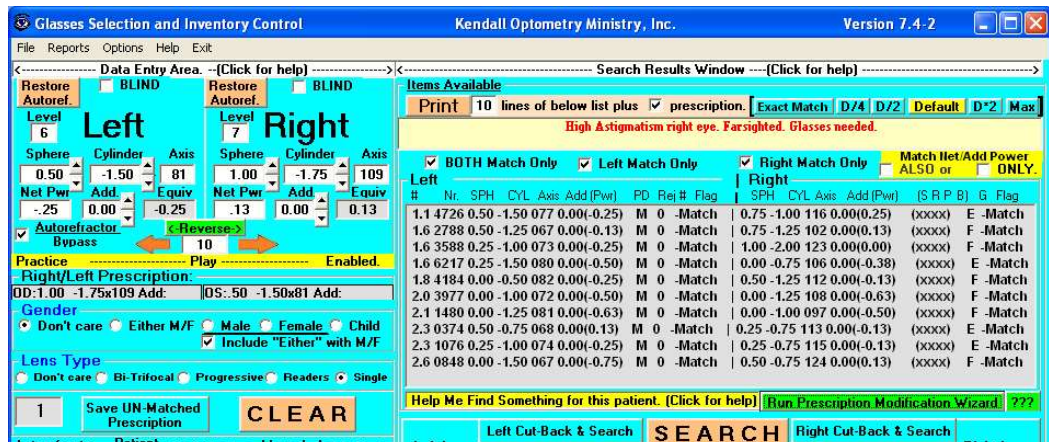 Glasses Selection and Inventory Control Kendall Optometry Ministry, Inc. Version 7.4-2
File Reports Options Help Exit
<---------------- Data Entry Area. --(Click for help) ---------------->
Restore Autoref. BLIND Restore Autoref. BLIND
Level Level
6 Left 7 Right
Sphere Cylinder Axis Sphere Cylinder Axis
0.50 -1.50 81 1.00 -1.75 109
Net Pwr Add. Equiv Net Pwr Add. Equiv
-.25 0.00 -0.25 .13 0.00 0.13
Autorefractor Bypass <-Reverse->
10
Practice -------------------- Play -------------------- Enabled.
Right/Left Prescription:
OD:1.00 -1.75x109 Add: OS:.50 -1.50x81 Add:
Gender
Don't care Either M/F Male Female Child
Include "Either" with M/F
Lens Type
Don't care Bi-Trifocal Progressive Readers Single
1 Save UN-Matched Prescription CLEAR
Patient
<---------------------- Search Results Window ----(Click for help) ---------------------->
Items Available
Print 10 lines of below list plus prescription. [ Exact Match D/4 D/2 Default D*2 Max ]
High Astigmatism right eye. Farsighted. Glasses needed.
BOTH Match Only Left Match Only Right Match Only Match Net/Add Power
ALSO or ONLY.
Left | Right
# Nr. SPH CYL Axis Add (Pwr) PD Rej # Flag | SPH CYL Axis Add (Pwr) (S R P B) G Flag
1.1 4726 0.50 -1.50 077 0.00(-0.25) M 0 -Match | 0.75 -1.00 116 0.00(0.25) (xxxx) E -Match
1.6 2788 0.50 -1.25 067 0.00(-0.13) M 0 -Match | 0.75 -1.25 102 0.00(0.13) (xxxx) F -Match
1.6 3588 0.25 -1.00 073 0.00(-0.25) M 0 -Match | 1.00 -2.00 123 0.00(0.00) (xxxx) F -Match
1.6 6217 0.25 -1.50 080 0.00(-0.50) M 0 -Match | 0.00 -0.75 106 0.00(-0.38) (xxxx) E -Match
1.8 4184 0.00 -0.50 082 0.00(-0.25) M 0 -Match | 0.50 -1.25 112 0.00(-0.13) (xxxx) F -Match
2.0 3977 0.00 -1.00 072 0.00(-0.50) M 0 -Match | 0.00 -1.25 108 0.00(-0.63) (xxxx) F -Match
2.1 1480 0.00 -1.25 081 0.00(-0.63) M 0 -Match | 0.00 -1.00 097 0.00(-0.50) (xxxx) F -Match
2.3 0374 0.50 -0.75 068 0.00(0.13) M 0 -Match | 0.25 -0.75 113 0.00(-0.13) (xxxx) E -Match
2.3 1076 0.25 -1.00 074 0.00(-0.25) M 0 -Match | 0.25 -0.75 115 0.00(-0.13) (xxxx) E -Match
2.6 0848 0.00 -1.50 067 0.00(-0.75) M 0 -Match | 0.50 -0.75 124 0.00(0.13) (xxxx) F -Match
Help Me Find Something for this patient. (Click for help) Run Prescription Modification Wizard ???
Left Cut-Back & Search SEARCH Right Cut-Back & Search